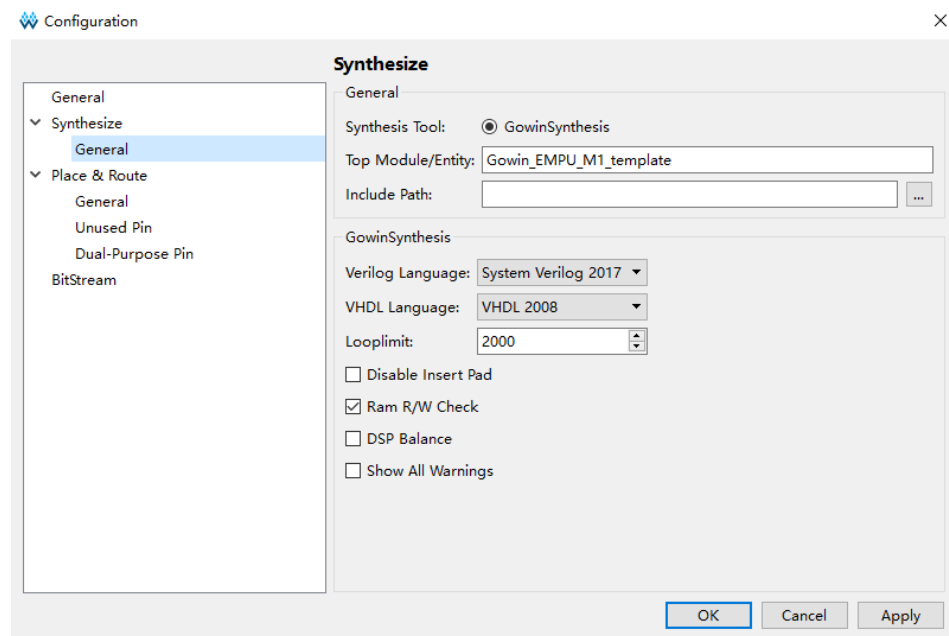 Configuration
Synthesize
General
Synthesize
General
Place & Route
General
Unused Pin
Dual-Purpose Pin
BitStream
General
Synthesis Tool: GowinSynthesis
Top Module/Entity: Gowin_EMPU_M1_template
Include Path: ...
GowinSynthesis
Verilog Language: System Verilog 2017
VHDL Language: VHDL 2008
Looplimit: 2000
Disable Insert Pad
Ram R/W Check
DSP Balance
Show All Warnings
OK Cancel Apply